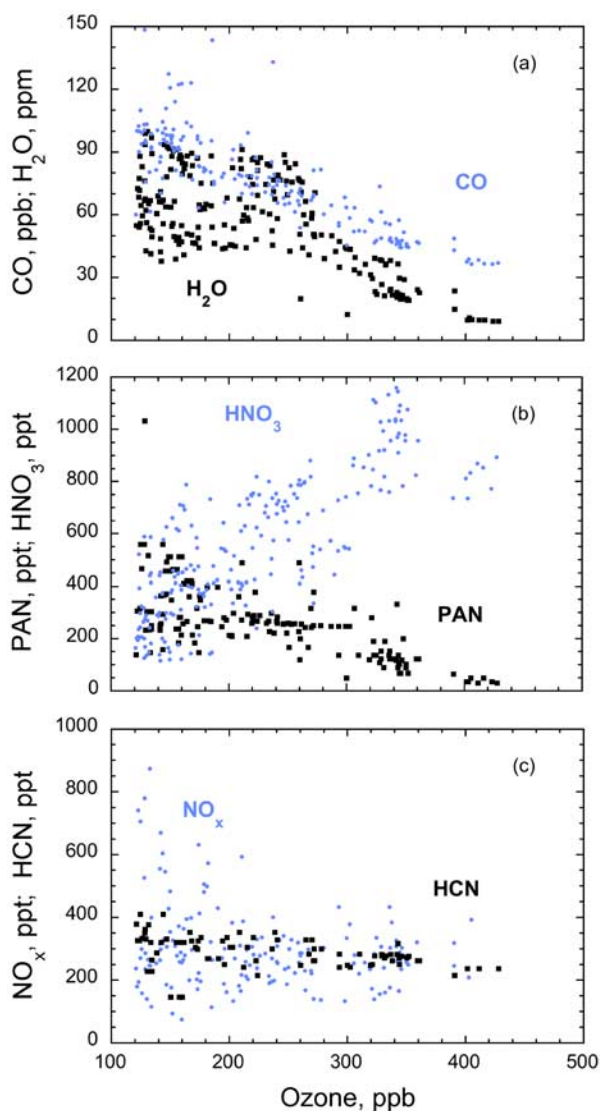 150
(a)
120
CO, ppb; H₂O, ppm
90
CO
60
30
H₂O
0
1200
HNO₃
(b)
1000
PAN, ppt; HNO₃, ppt
800
600
400
PAN
200
0
1000
(c)
800
NOₓ
NOₓ, ppt; HCN, ppt
600
HCN
400
200
0
100 200 300 400 500
Ozone, ppb